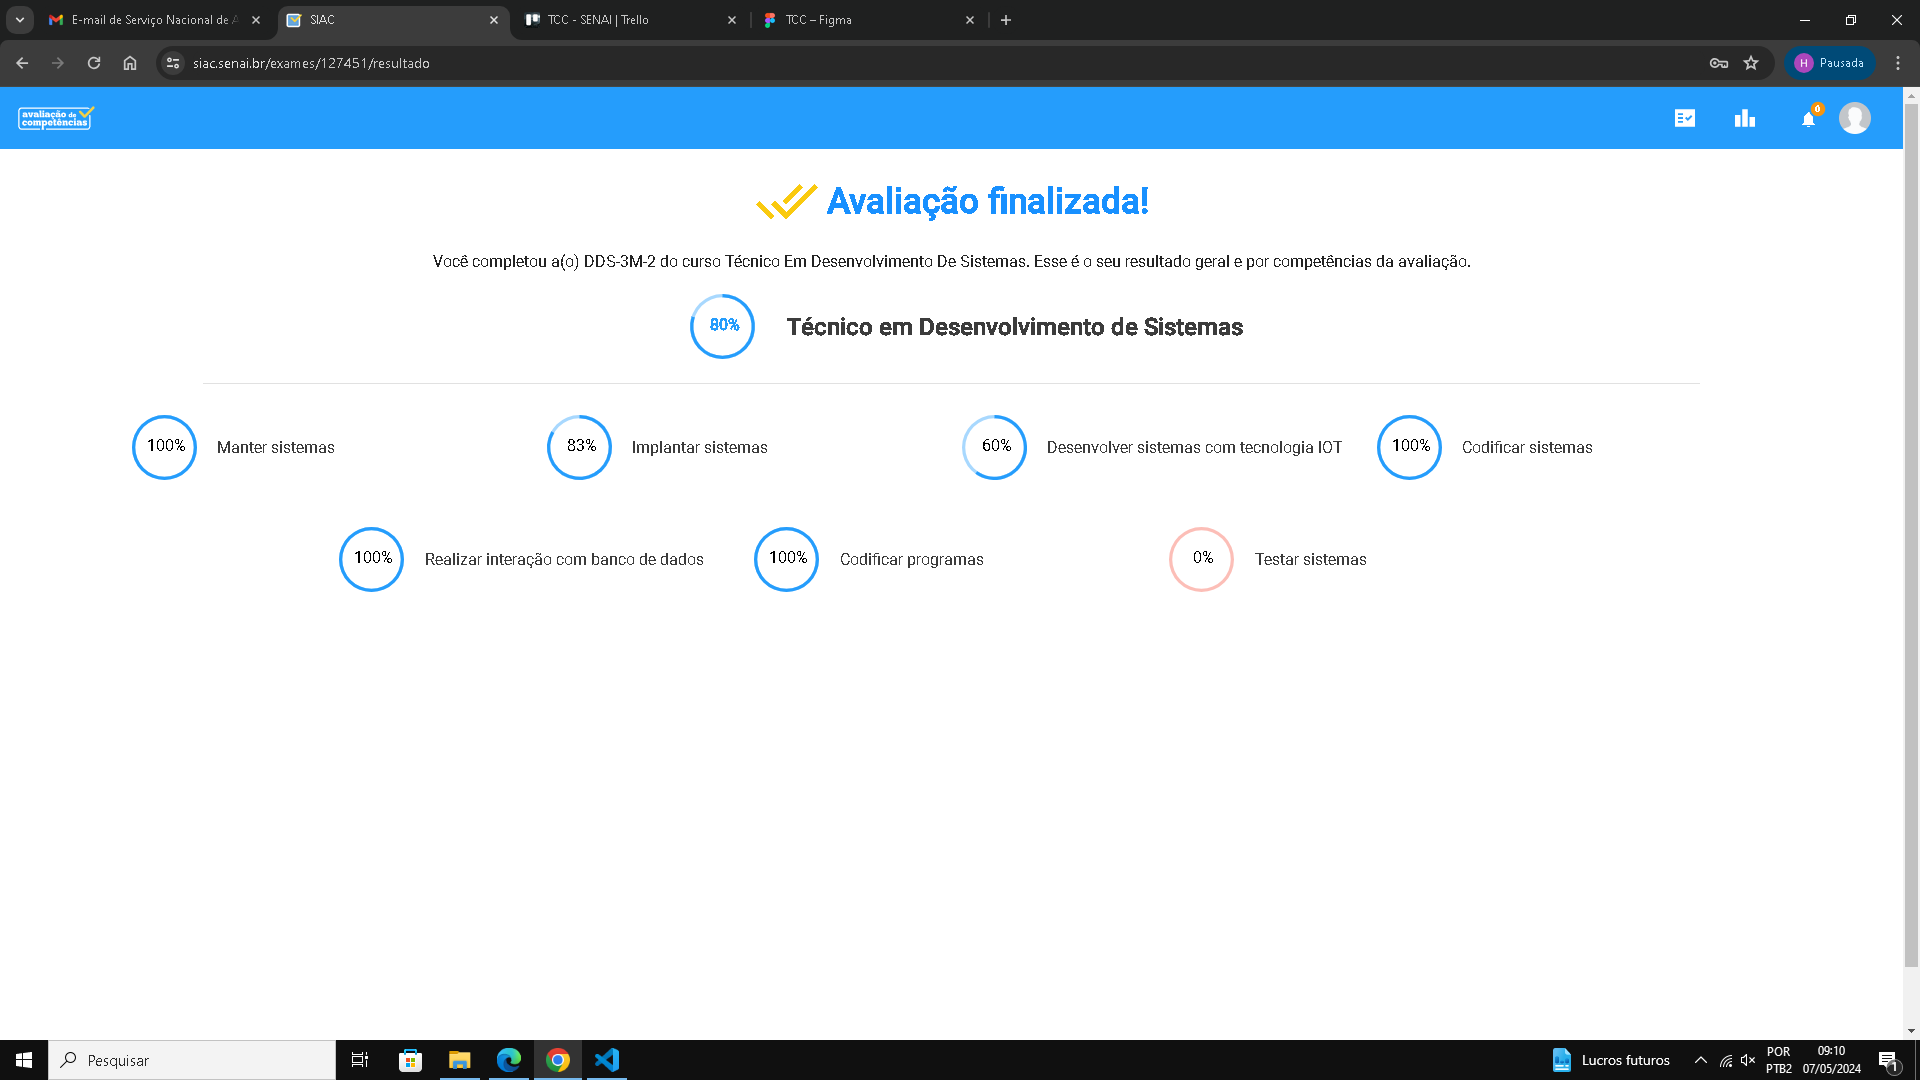 E-mail de Serviço Nacional de A
SIAC
TCC - SENAI | Trello
TCC – Figma
siac.senai.br/exames/127451/resultado
H
Pausada
avaliação de
competências
0
Avaliação finalizada!
Você completou a(o) DDS-3M-2 do curso Técnico Em Desenvolvimento De Sistemas. Esse é o seu resultado geral e por competências da avaliação.
80%
Técnico em Desenvolvimento de Sistemas
100% Manter sistemas
83% Implantar sistemas
60% Desenvolver sistemas com tecnologia IOT
100% Codificar sistemas
100% Realizar interação com banco de dados
100% Codificar programas
0% Testar sistemas
Pesquisar
Lucros futuros
POR
PTB2
09:10
07/05/2024
1